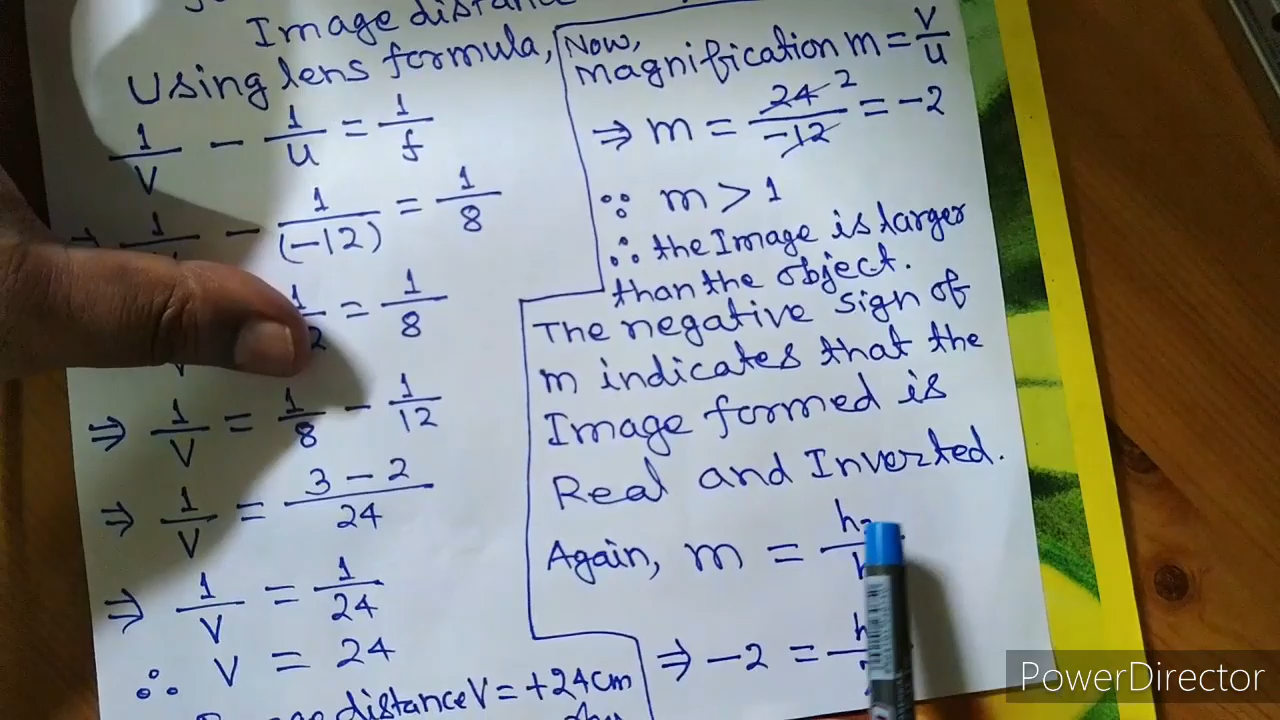 Image distance
Using lens formula,
1/V - 1/u = 1/f
- 1/(-12) = 1/8
= 1/8
⇒ 1/V = 1/8 - 1/12
⇒ 1/V = 3 - 2/24
⇒ 1/V = 1/24
∴ V = 24
distance V = +24cm
Now,
magnification m = V/u
⇒ m = 24 2/-12 = -2
∵ m > 1
∴ the Image is larger
than the object.
The negative sign of
m indicates that the
Image formed is
Real and Inverted.
Again, m =
⇒ -2 =
PowerDirector